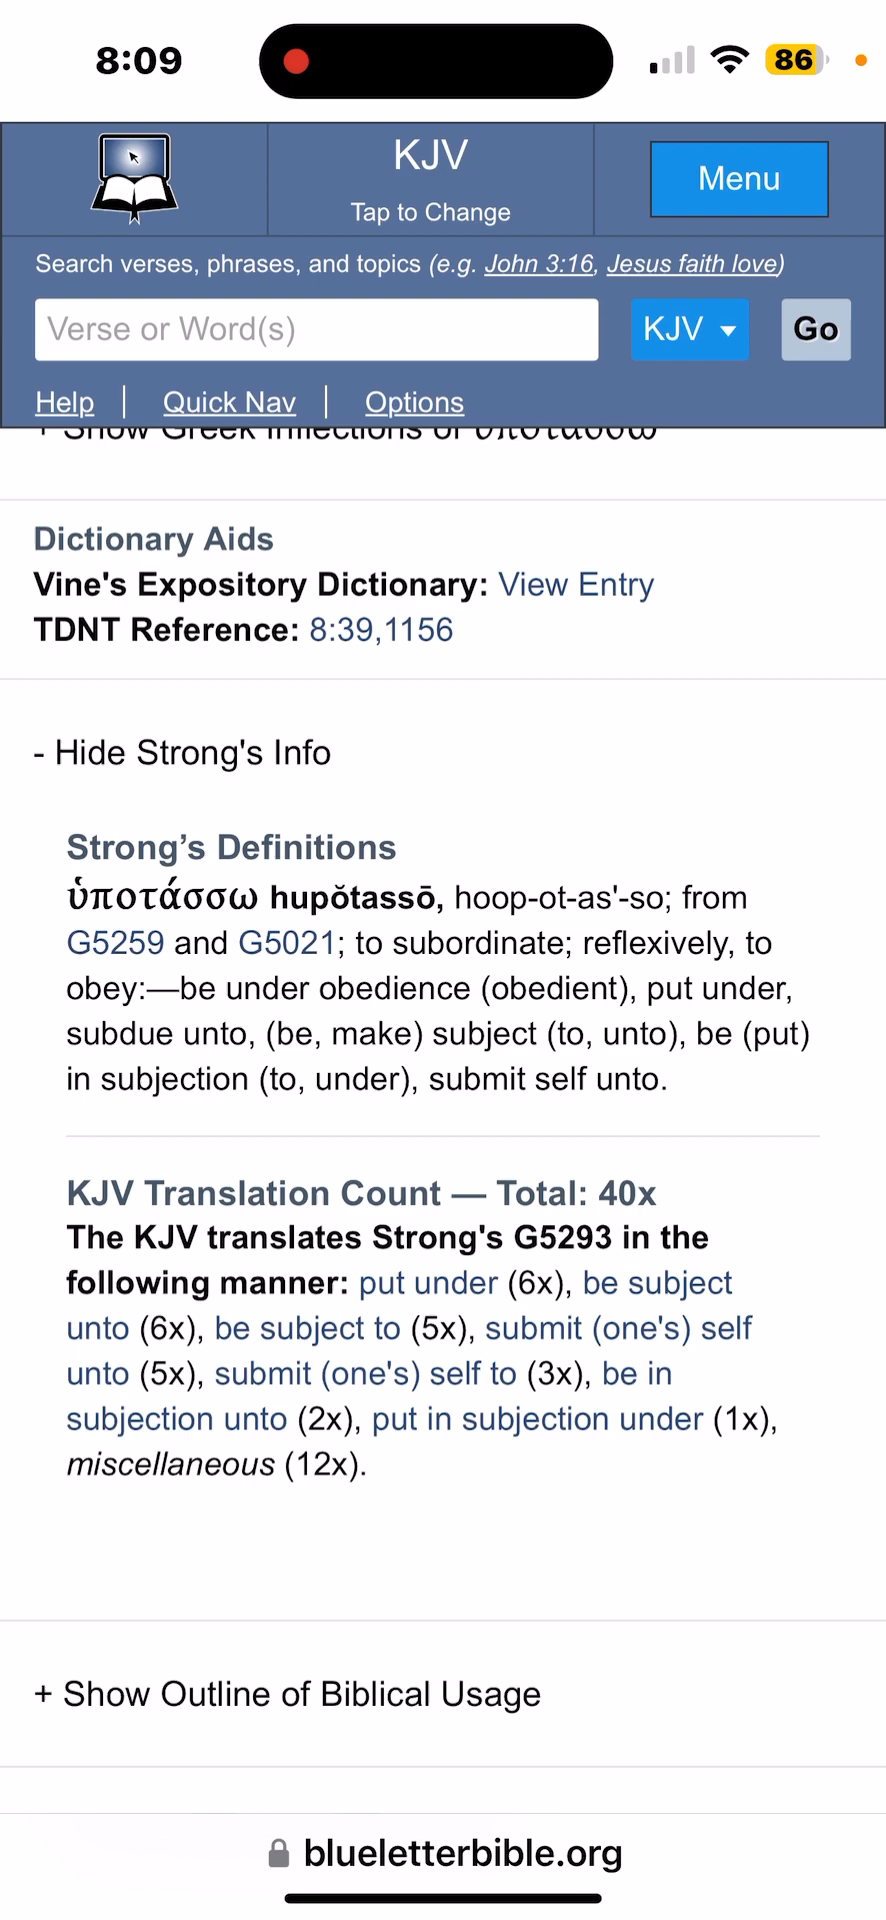 8:09
86
KJV
Tap to Change
Menu
Search verses, phrases, and topics (e.g. John 3:16, Jesus faith love)
Verse or Word(s)
KJV
Go
Help | Quick Nav | Options
+ Show Greek Inflections of ὑποτάσσω
Dictionary Aids
Vine's Expository Dictionary: View Entry
TDNT Reference: 8:39,1156
- Hide Strong's Info
Strong’s Definitions
ὑποτάσσω hupŏtassō, hoop-ot-as'-so; from
G5259 and G5021; to subordinate; reflexively, to
obey:—be under obedience (obedient), put under,
subdue unto, (be, make) subject (to, unto), be (put)
in subjection (to, under), submit self unto.
KJV Translation Count — Total: 40x
The KJV translates Strong's G5293 in the
following manner: put under (6x), be subject
unto (6x), be subject to (5x), submit (one's) self
unto (5x), submit (one's) self to (3x), be in
subjection unto (2x), put in subjection under (1x),
miscellaneous (12x).
+ Show Outline of Biblical Usage
blueletterbible.org